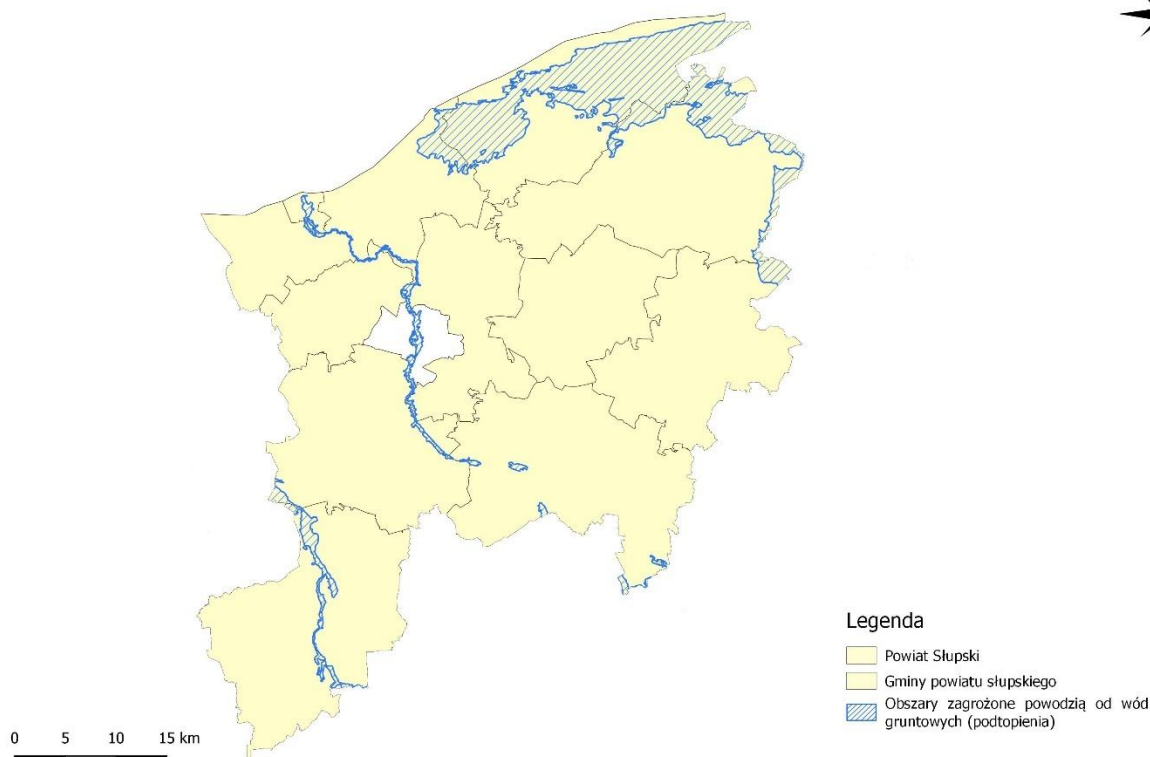 Legenda
Powiat Słupski
Gminy powiatu słupskiego
Obszary zagrożone powodzią od wód
gruntowych (podtopienia)
0 5 10 15 km